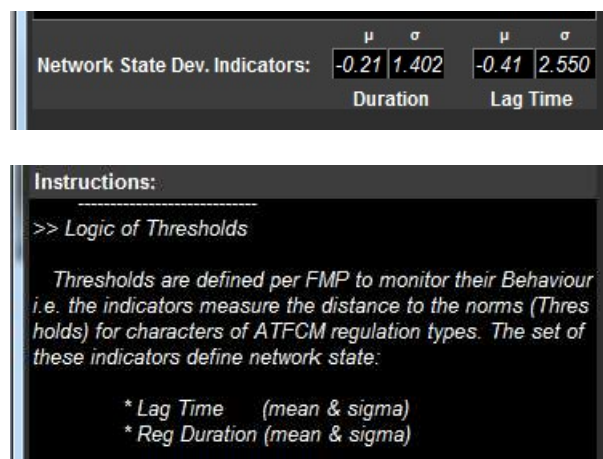 μ σ μ σ
Network State Dev. Indicators: -0.21 1.402 -0.41 2.550
Duration Lag Time
Instructions:
----------------------------
>> Logic of Thresholds
Thresholds are defined per FMP to monitor their Behaviour
i.e. the indicators measure the distance to the norms (Thres
holds) for characters of ATFCM regulation types. The set of
these indicators define network state:
* Lag Time (mean & sigma)
* Reg Duration (mean & sigma)